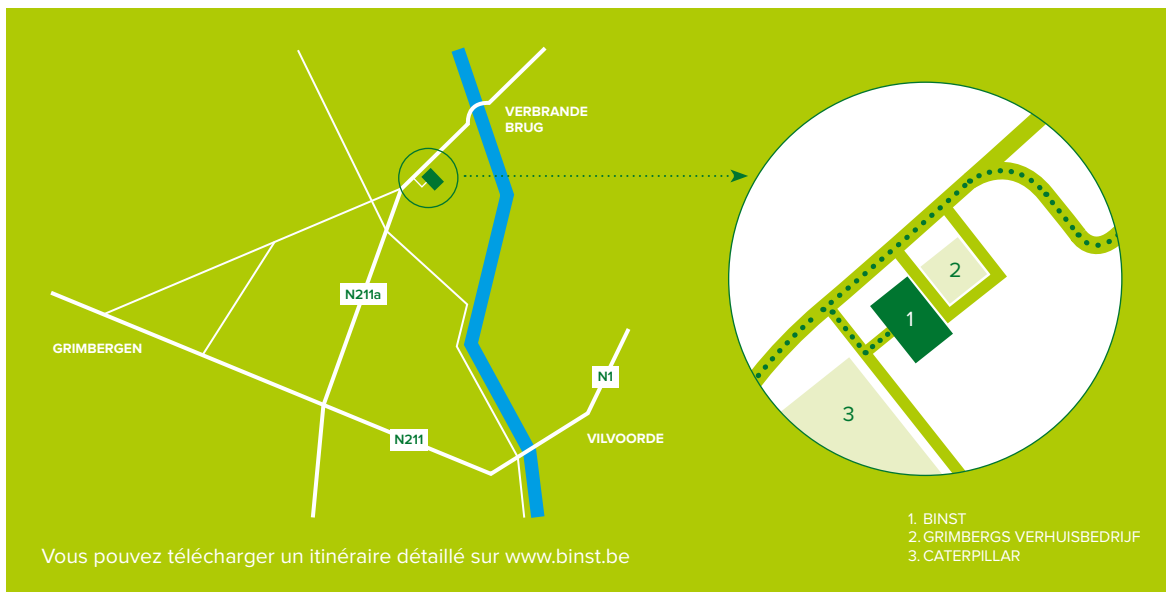 VERBRANDE
BRUG
N211a
GRIMBERGEN
N1
N211
VILVOORDE
2
1
3
1. BINST
2. GRIMBERGS VERHUISBEDRIJF
3. CATERPILLAR
Vous pouvez télécharger un itinéraire détaillé sur www.binst.be